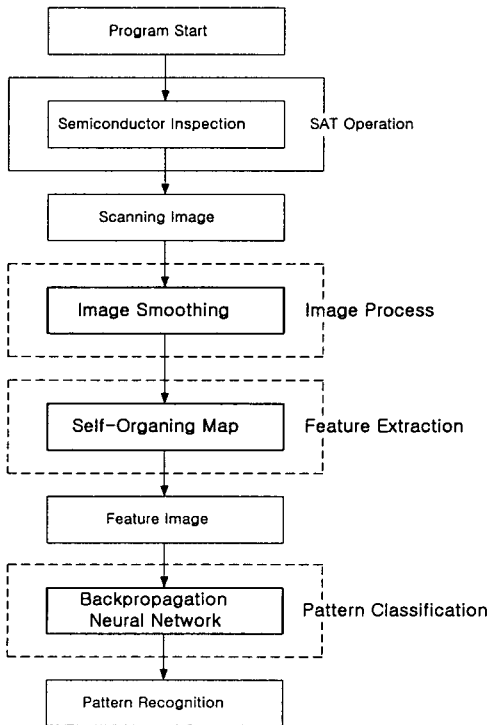 Program Start
Semiconductor Inspection
SAT Operation
Scanning Image
Image Smoothing
Image Process
Self-Organing Map
Feature Extraction
Feature Image
Backpropagation
Neural Network
Pattern Classification
Pattern Recognition